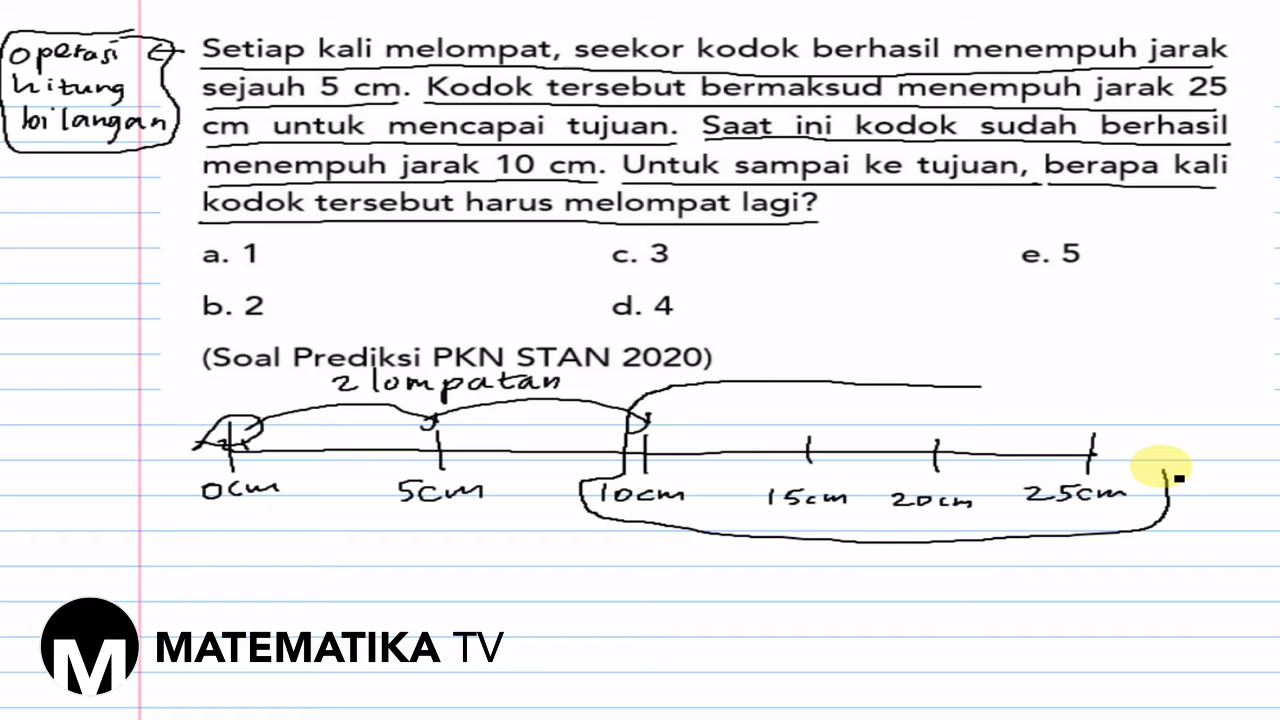 operasi
hitung
bilangan
Setiap kali melompat, seekor kodok berhasil menempuh jarak
sejauh 5 cm. Kodok tersebut bermaksud menempuh jarak 25
cm untuk mencapai tujuan. Saat ini kodok sudah berhasil
menempuh jarak 10 cm. Untuk sampai ke tujuan, berapa kali
kodok tersebut harus melompat lagi?
a. 1 c. 3 e. 5
b. 2 d. 4
(Soal Prediksi PKN STAN 2020)
2 lompatan
0cm 5cm 10cm 15cm 20cm 25cm
M MATEMATIKA TV